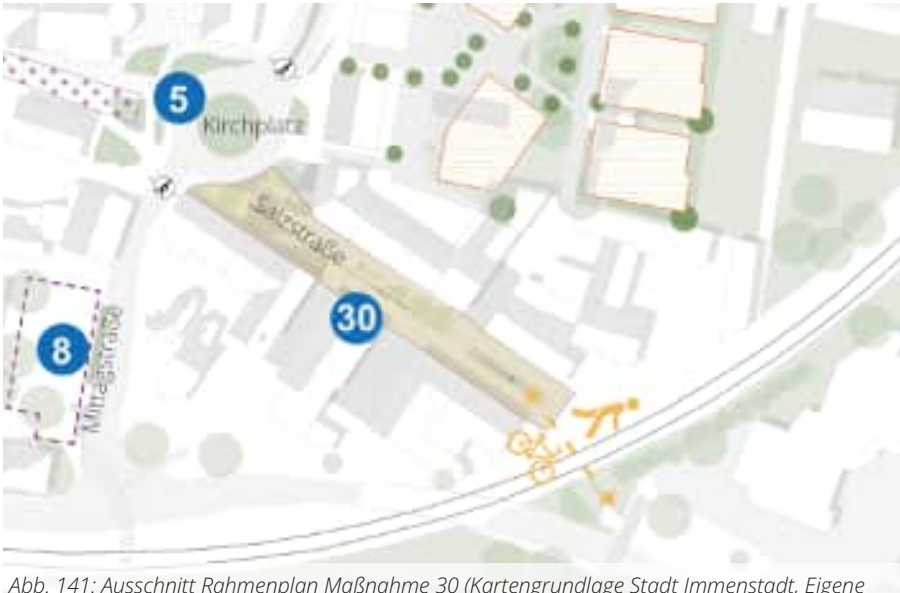 5
Kirchplatz
Salzstraße
30
8
Mittagstraße
Abb. 141: Ausschnitt Rahmenplan Maßnahme 30 (Kartengrundlage Stadt Immenstadt, Eigene